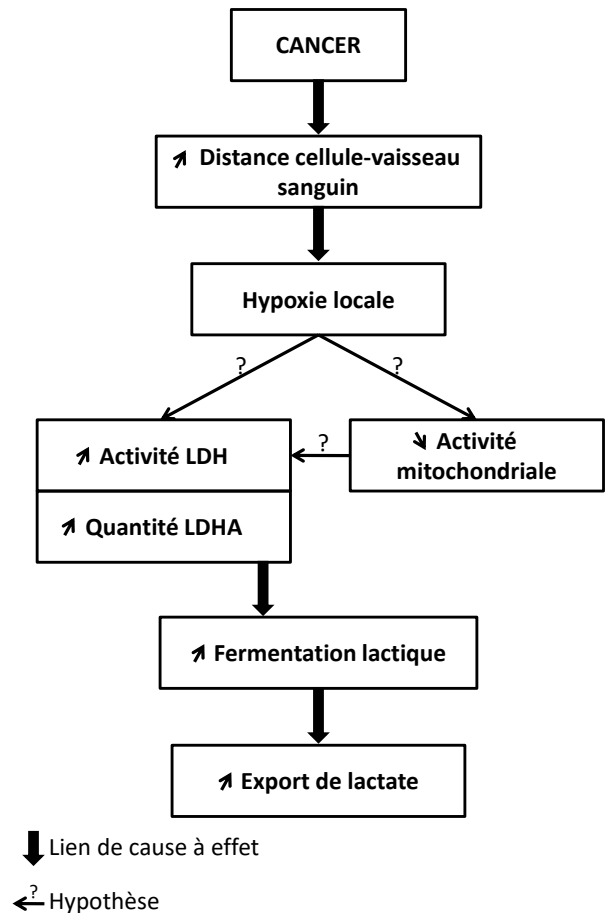 CANCER
↗ Distance cellule-vaisseau
sanguin
Hypoxie locale
? ?
↗ Activité LDH
?
↘ Activité
mitochondriale
↗ Quantité LDHA
↗ Fermentation lactique
↗ Export de lactate
Lien de cause à effet
? Hypothèse